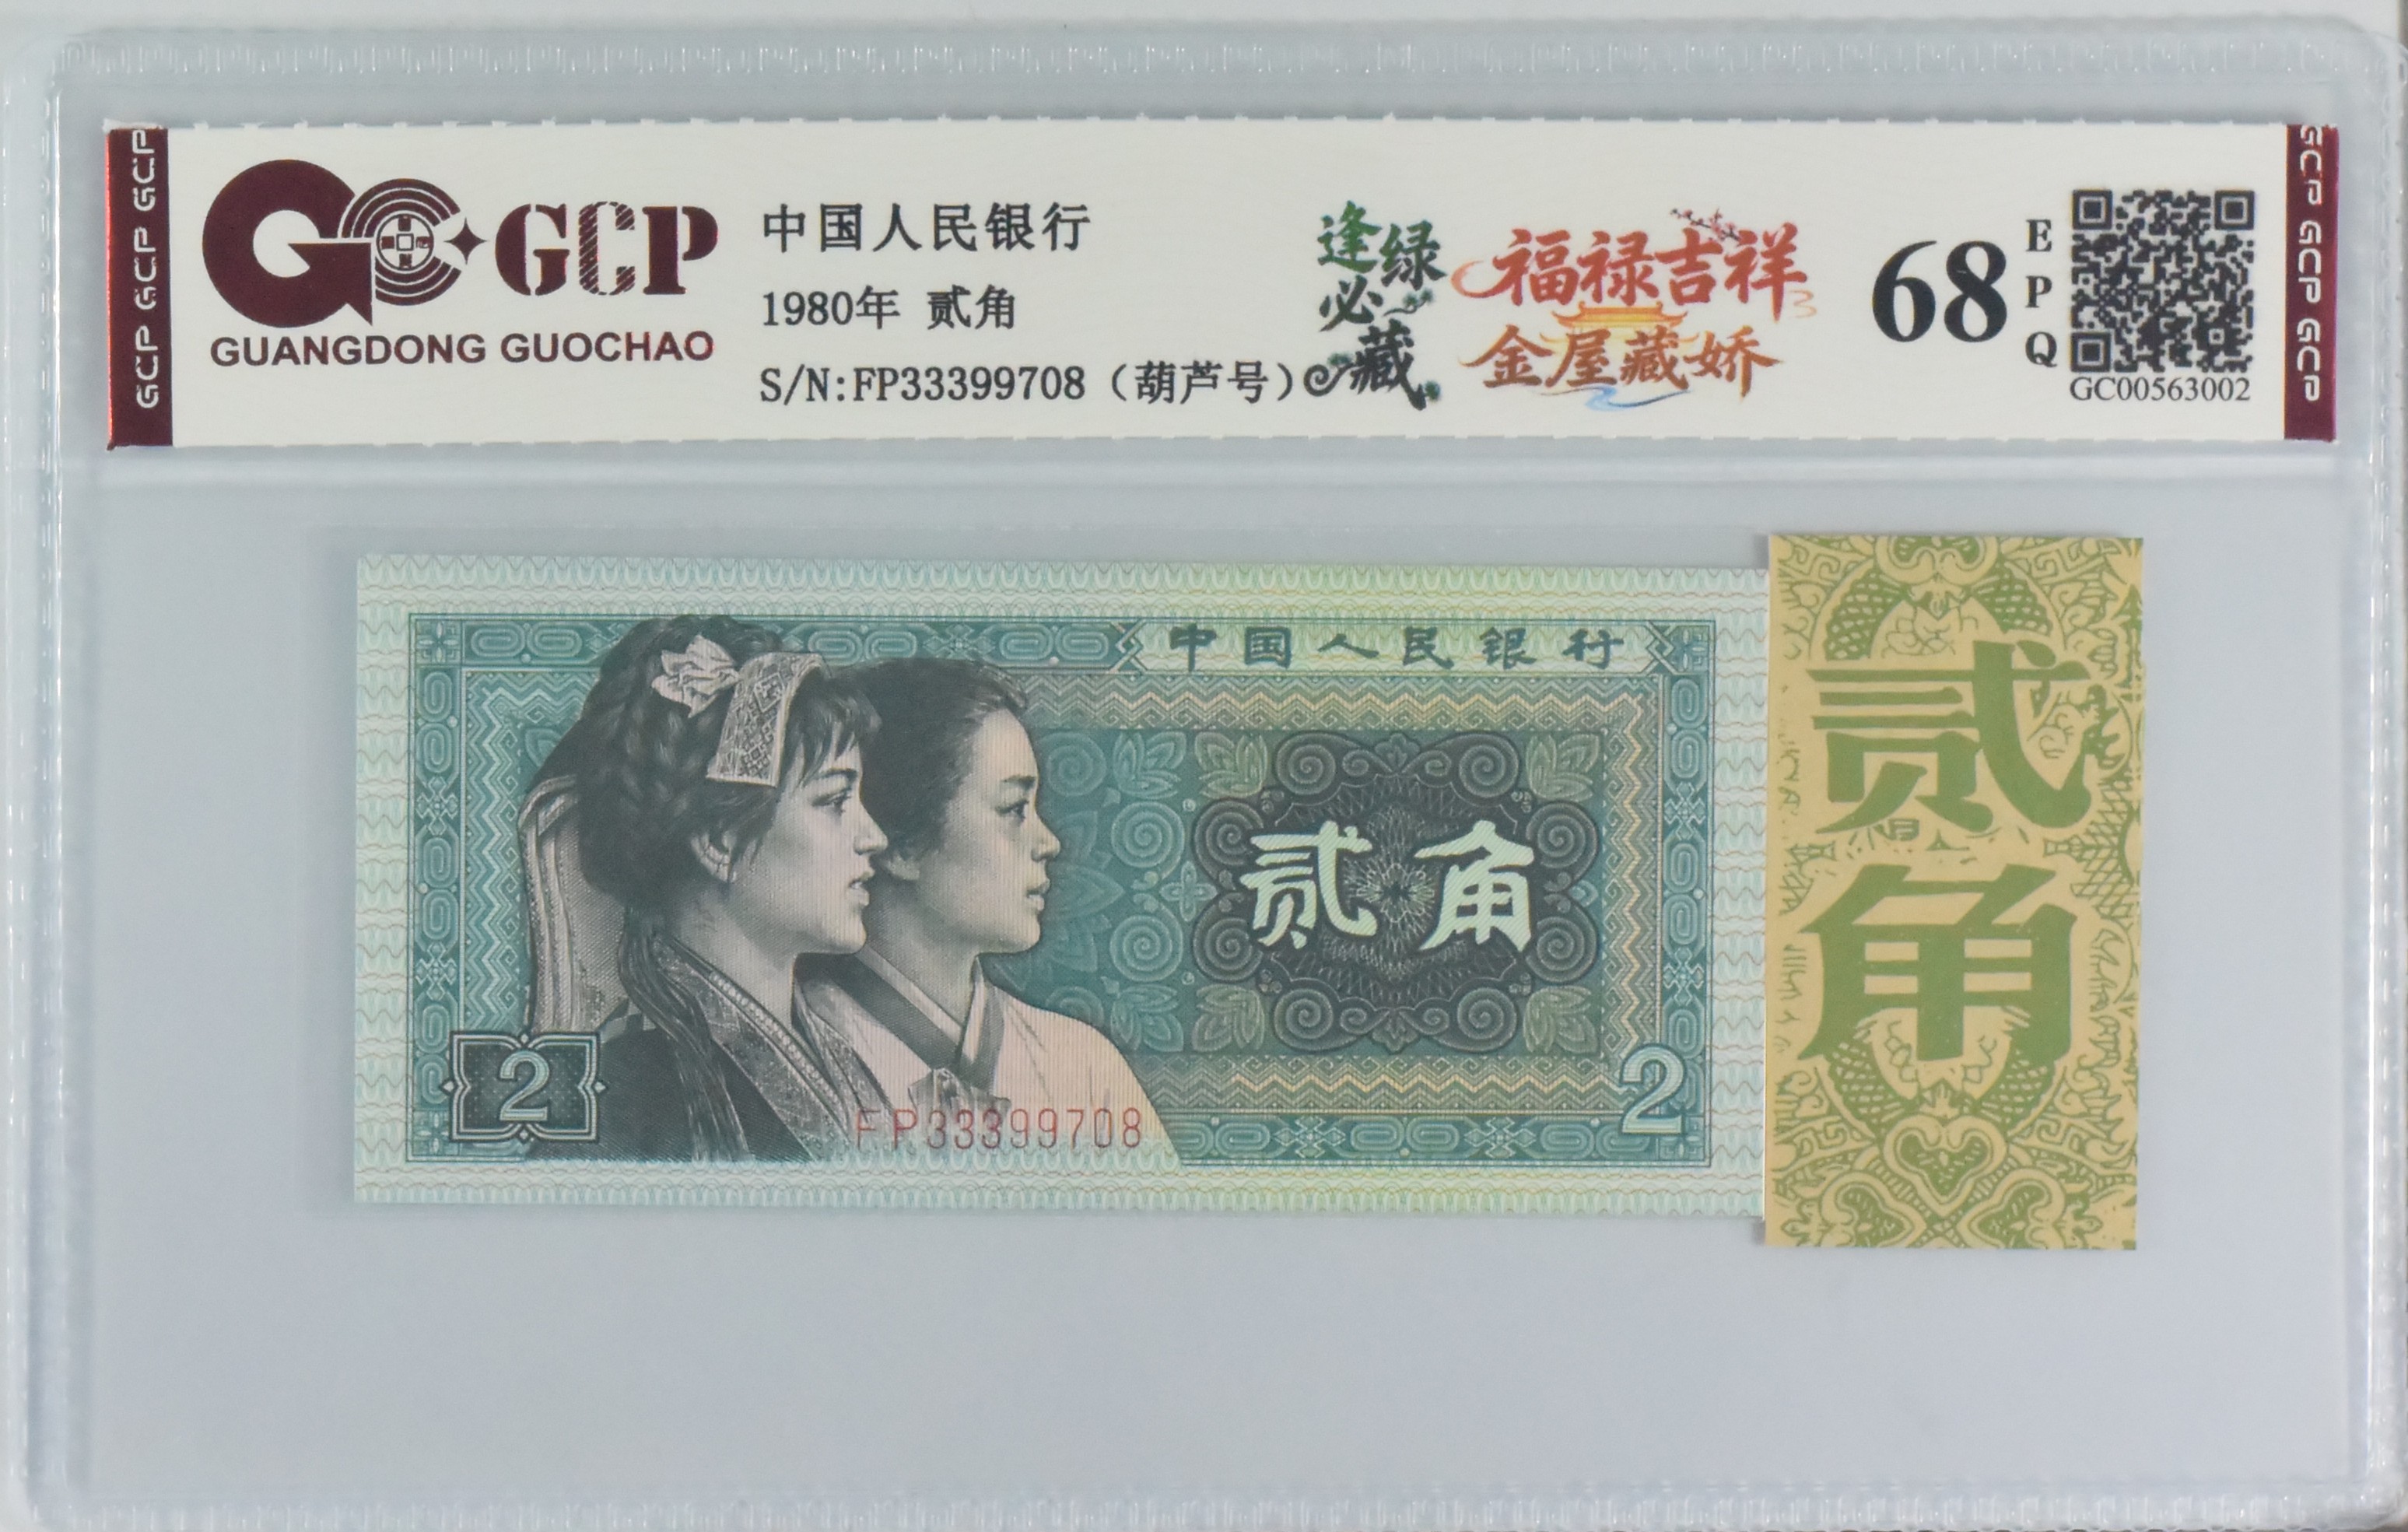 GCP GCP GCP
GCP
GUANGDONG GUOCHAO
中国人民银行
1980年 贰角
S/N:FP33399708（葫芦号）
逢绿
必藏
福禄吉祥
金屋藏娇
68
EPQ
GC00563002
GCP GCP GCP
中国人民银行
贰角
2
2
FP33399708
贰角